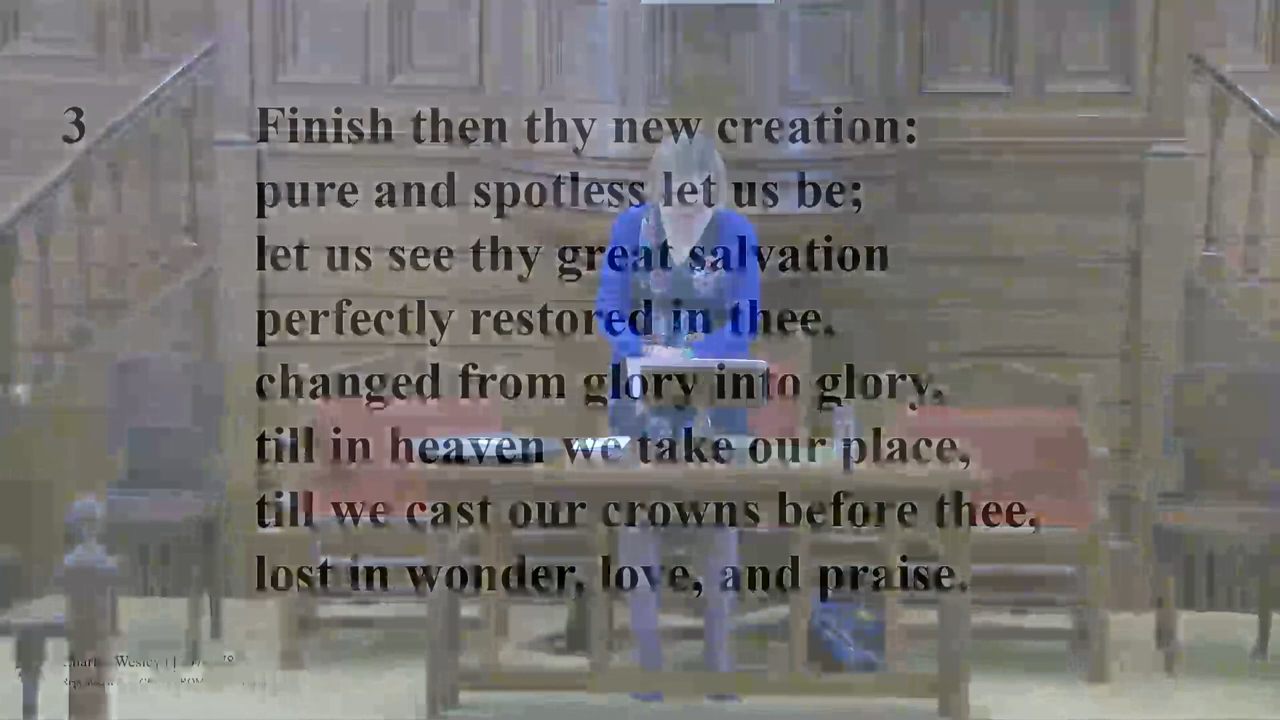 3 Finish then thy new creation:
pure and spotless let us be;
let us see thy great salvation
perfectly restored in thee,
changed from glory into glory,
till in heaven we take our place,
till we cast our crowns before thee,
lost in wonder, love, and praise.
Wesley